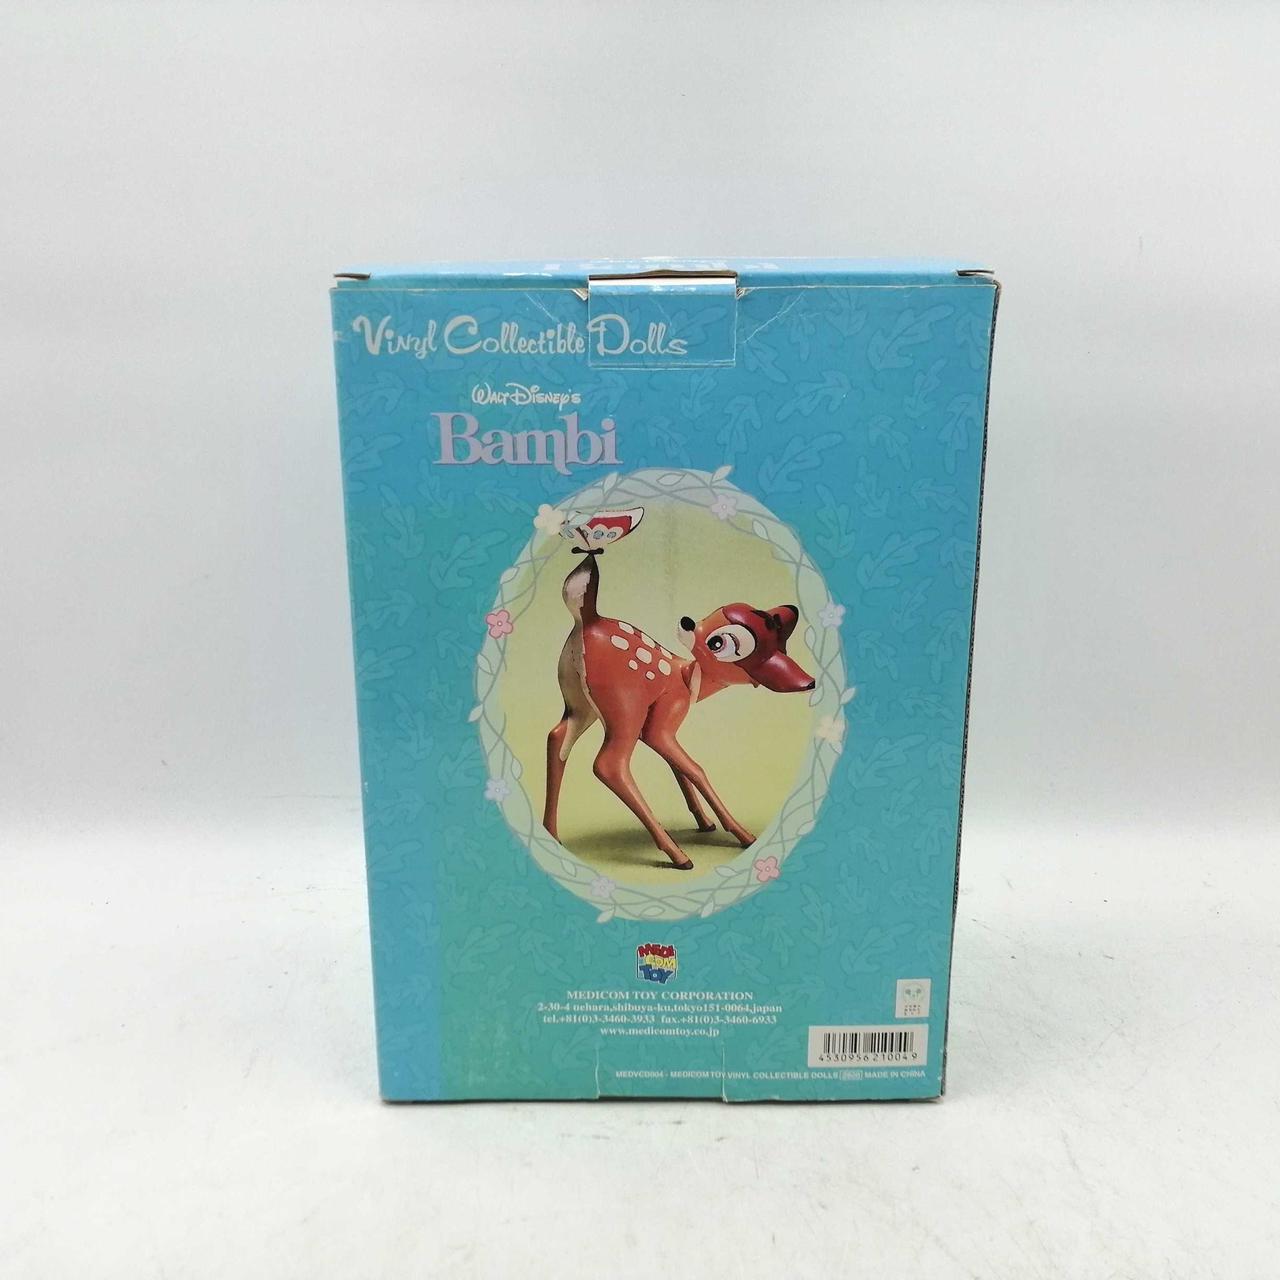 Vinyl Collectible Dolls
WALT DISNEY'S
Bambi
MEDI
COM
TOY
MEDICOM TOY CORPORATION
2-30-4 uehara,shibuya-ku,tokyo151-0064,japan
tel.+81(0)3-3460-3933 fax.+81(0)3-3460-6933
www.medicomtoy.co.jp
4530956210049
MEDVCD004 - MEDICOM TOY VINYL COLLECTIBLE DOLLS MADE IN CHINA